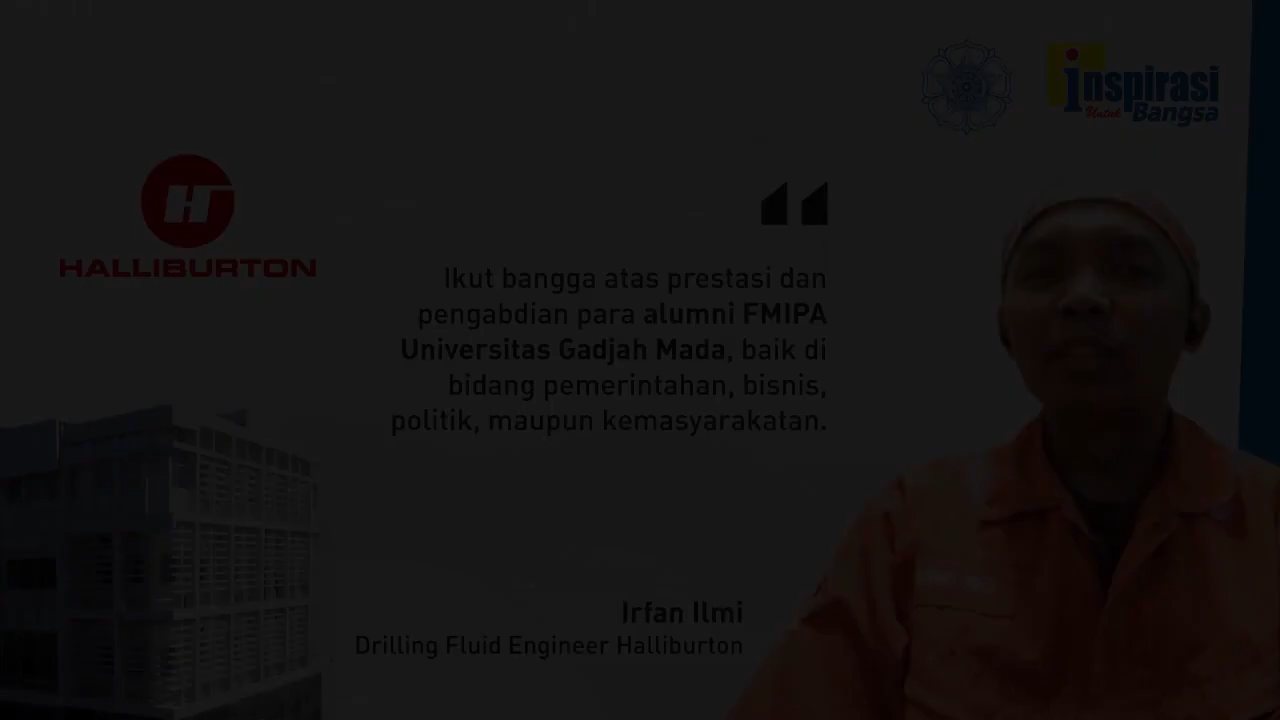 inspirasi
Untuk
Bangsa
H
HALLIBURTON
Ikut bangga atas prestasi dan
pengabdian para alumni FMIPA
Universitas Gadjah Mada, baik di
bidang pemerintahan, bisnis,
politik, maupun kemasyarakatan.
Irfan Ilmi
Drilling Fluid Engineer Halliburton